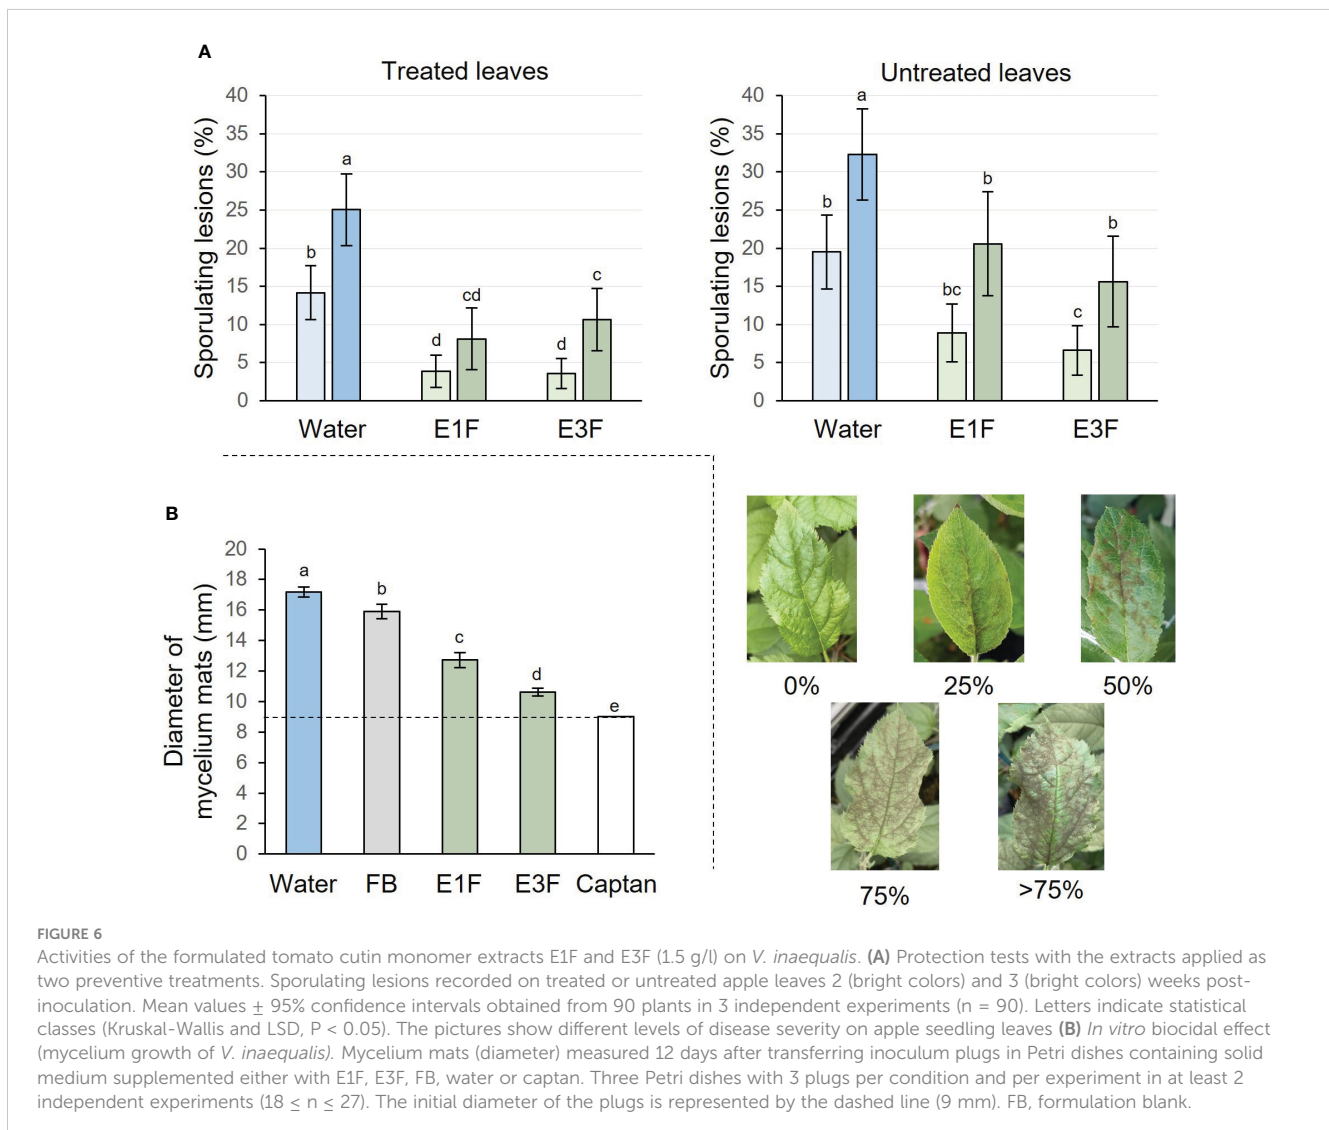 A
Treated leaves
Sporulating lesions (%)
40
35
30
25
20
15
10
5
0
b
a
d
cd
d
c
Water E1F E3F
Untreated leaves
Sporulating lesions (%)
40
35
30
25
20
15
10
5
0
b
a
bc
b
c
b
Water E1F E3F
B
Diameter of
mycelium mats (mm)
20
18
16
14
12
10
8
6
4
2
0
a
b
c
d
e
Water FB E1F E3F Captan
0% 25% 50%
75% >75%
FIGURE 6
Activities of the formulated tomato cutin monomer extracts E1F and E3F (1.5 g/l) on V. inaequalis. (A) Protection tests with the extracts applied as
two preventive treatments. Sporulating lesions recorded on treated or untreated apple leaves 2 (bright colors) and 3 (bright colors) weeks post-
inoculation. Mean values ± 95% confidence intervals obtained from 90 plants in 3 independent experiments (n = 90). Letters indicate statistical
classes (Kruskal-Wallis and LSD, P < 0.05). The pictures show different levels of disease severity on apple seedling leaves (B) In vitro biocidal effect
(mycelium growth of V. inaequalis). Mycelium mats (diameter) measured 12 days after transferring inoculum plugs in Petri dishes containing solid
medium supplemented either with E1F, E3F, FB, water or captan. Three Petri dishes with 3 plugs per condition and per experiment in at least 2
independent experiments (18 ≤ n ≤ 27). The initial diameter of the plugs is represented by the dashed line (9 mm). FB, formulation blank.